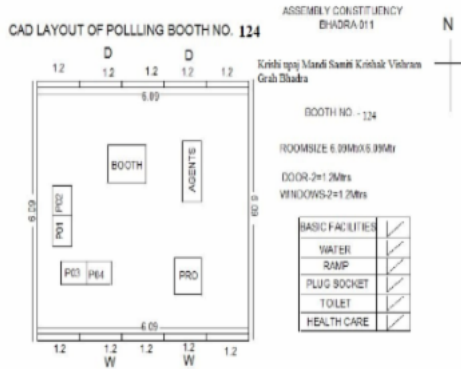 CAD LAYOUT OF POLLLING BOOTH NO. 124
ASSEMBLY CONSTITUENCY
BHADRA 011
N
Krishi upaj Mandi Samiti Krishak Vishram
Grah Bhadra
BOOTH NO. - 124
ROOMSIZE 6.09MtrX6.09Mtr
DOOR-2=1.2Mtrs
WINDOWS-2=1.2Mtrs
D D
1.2 1.2 1.2 1.2 1.2
6.09
BOOTH
AGENTS
6.09
6.09
P02
P01
P03 P04
PRO
6.09
1.2 1.2 1.2 1.2 1.2
W W
BASIC FACILITIES
WATER
RAMP
PLUG SOCKET
TOILET
HEALTH CARE